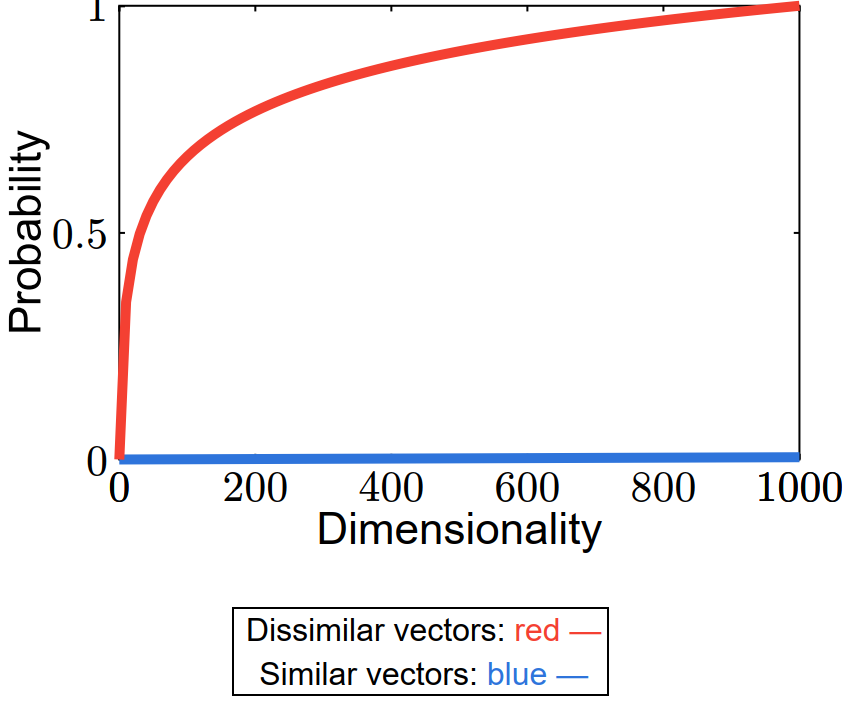 1
Probability
0.5
0
0 200 400 600 800 1000
Dimensionality
Dissimilar vectors: red —
Similar vectors: blue —